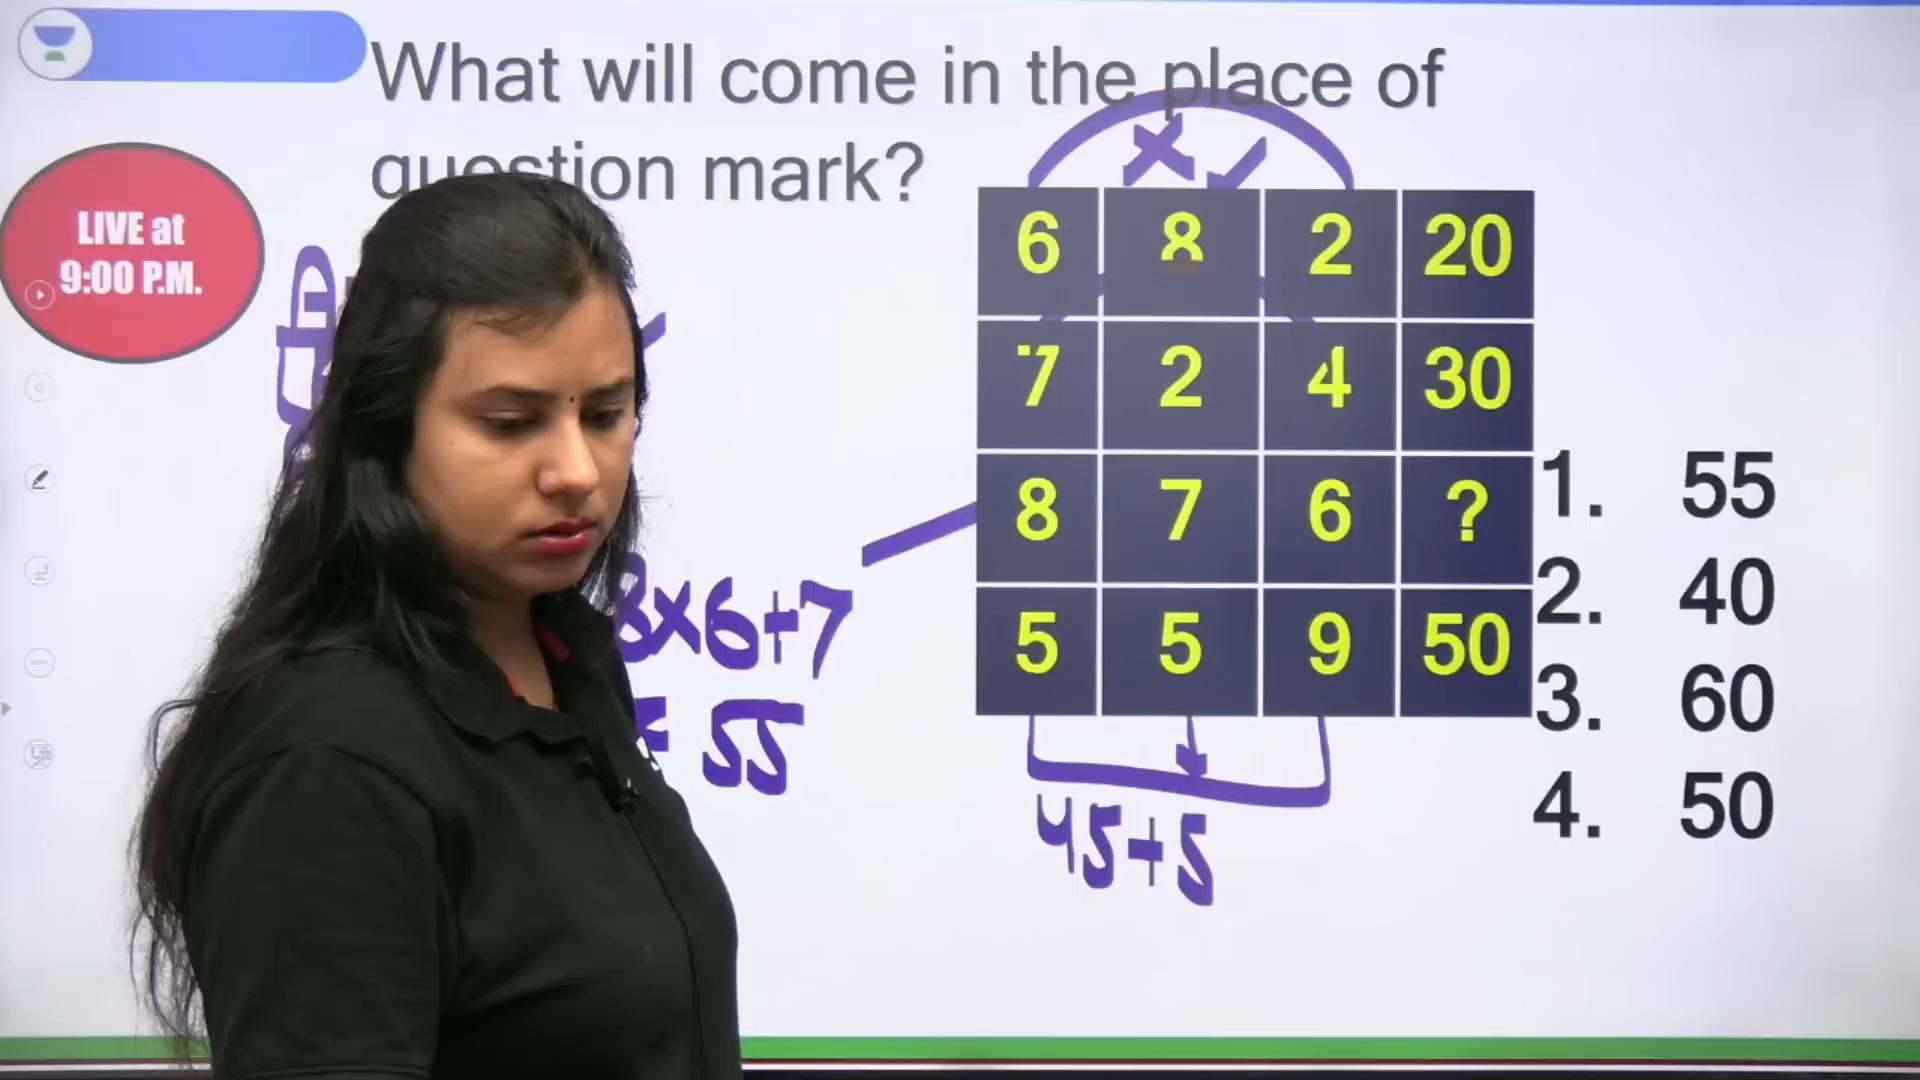 What will come in the place of
question mark?
LIVE at
9:00 P.M.
×
6 8 2 20
7 2 4 30
8 7 6 ?
5 5 9 50
1. 55
2. 40
3. 60
4. 50
8×6+7
= 55
45+5